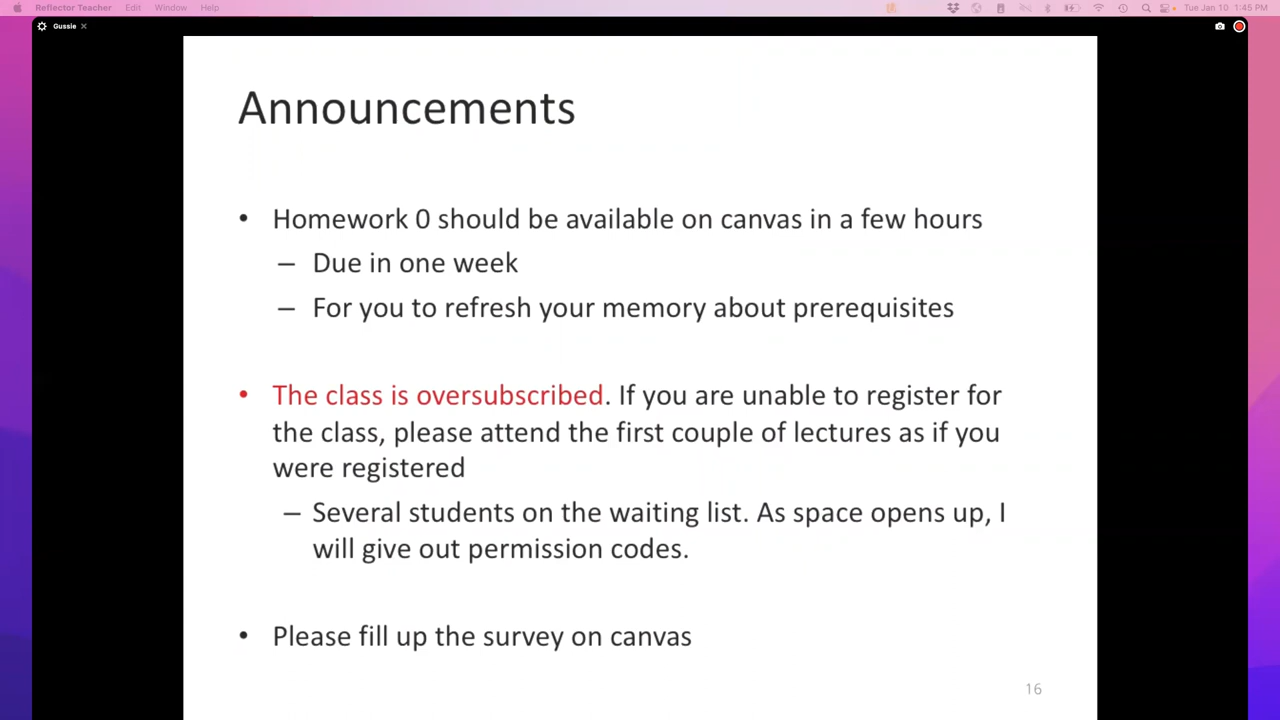 Reflector Teacher Edit Window Help Tue Jan 10 1:45 PM
Gussie
Announcements
• Homework 0 should be available on canvas in a few hours
– Due in one week
– For you to refresh your memory about prerequisites
• The class is oversubscribed. If you are unable to register for
the class, please attend the first couple of lectures as if you
were registered
– Several students on the waiting list. As space opens up, I
will give out permission codes.
• Please fill up the survey on canvas
16